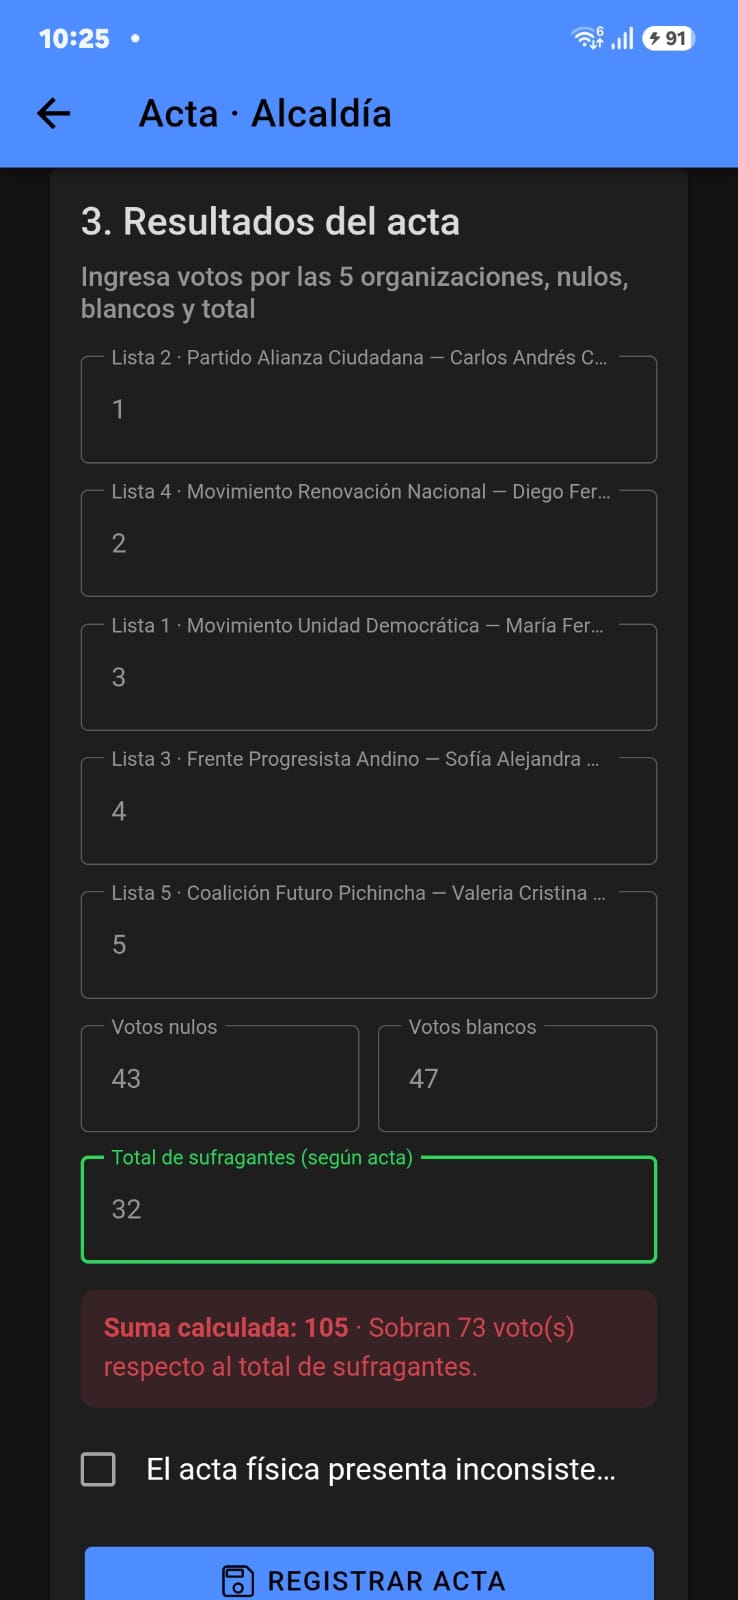 10:25
6
91
Acta · Alcaldía
3. Resultados del acta
Ingresa votos por las 5 organizaciones, nulos,
blancos y total
Lista 2 · Partido Alianza Ciudadana — Carlos Andrés C...
1
Lista 4 · Movimiento Renovación Nacional — Diego Fer...
2
Lista 1 · Movimiento Unidad Democrática — María Fer...
3
Lista 3 · Frente Progresista Andino — Sofía Alejandra ...
4
Lista 5 · Coalición Futuro Pichincha — Valeria Cristina ...
5
Votos nulos
43
Votos blancos
47
Total de sufragantes (según acta)
32
Suma calculada: 105 · Sobran 73 voto(s)
respecto al total de sufragantes.
El acta física presenta inconsiste...
REGISTRAR ACTA